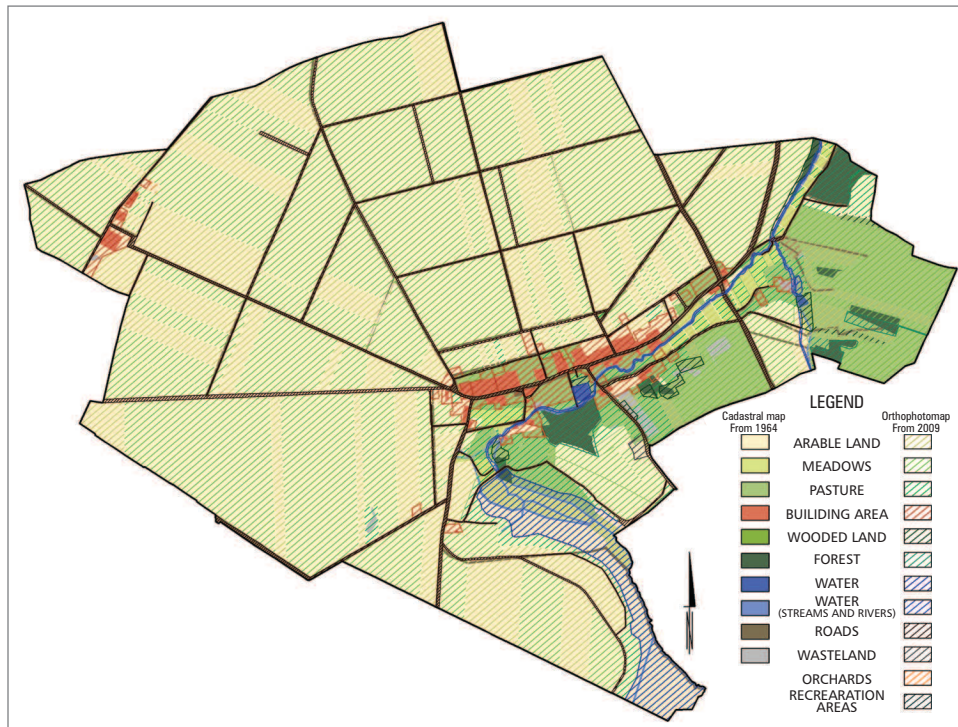 LEGEND
Cadastral map
From 1964
Orthophotomap
From 2009
ARABLE LAND
MEADOWS
PASTURE
BUILIDING AREA
WOODED LAND
FOREST
WATER
WATER
(STREAMS AND RIVERS)
ROADS
WASTELAND
ORCHARDS
RECREARATION
AREAS
N